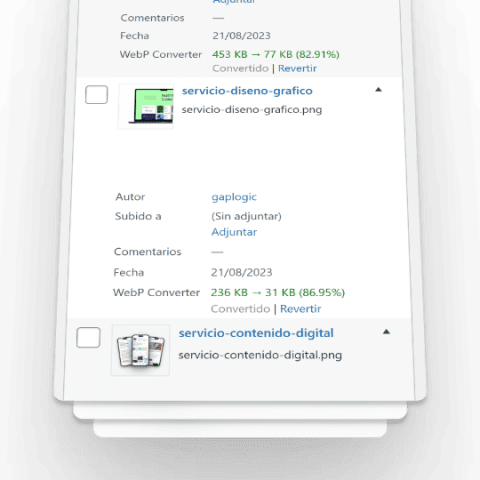 Adjuntar
Comentarios —
Fecha 21/08/2023
WebP Converter 453 KB → 77 KB (82.91%)
Convertido | Revertir
servicio-diseno-grafico
servicio-diseno-grafico.png
Autor gaplogic
Subido a (Sin adjuntar)
Adjuntar
Comentarios —
Fecha 21/08/2023
WebP Converter 236 KB → 31 KB (86.95%)
Convertido | Revertir
servicio-contenido-digital
servicio-contenido-digital.png